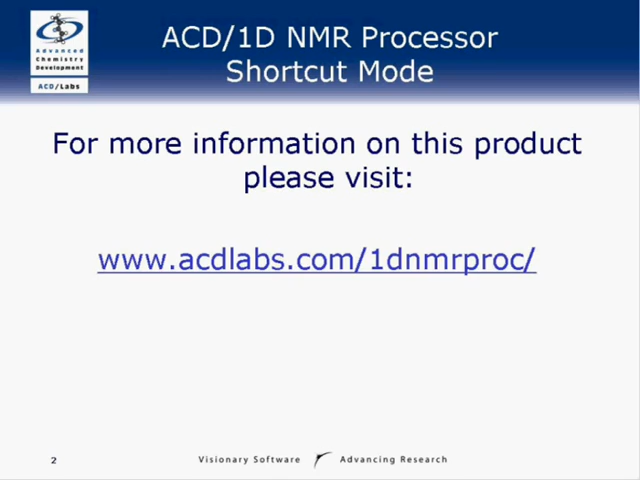 Advanced
Chemistry
Development
ACD/Labs
ACD/1D NMR Processor
Shortcut Mode
For more information on this product
please visit:
www.acdlabs.com/1dnmrproc/
2
Visionary Software
Advancing Research